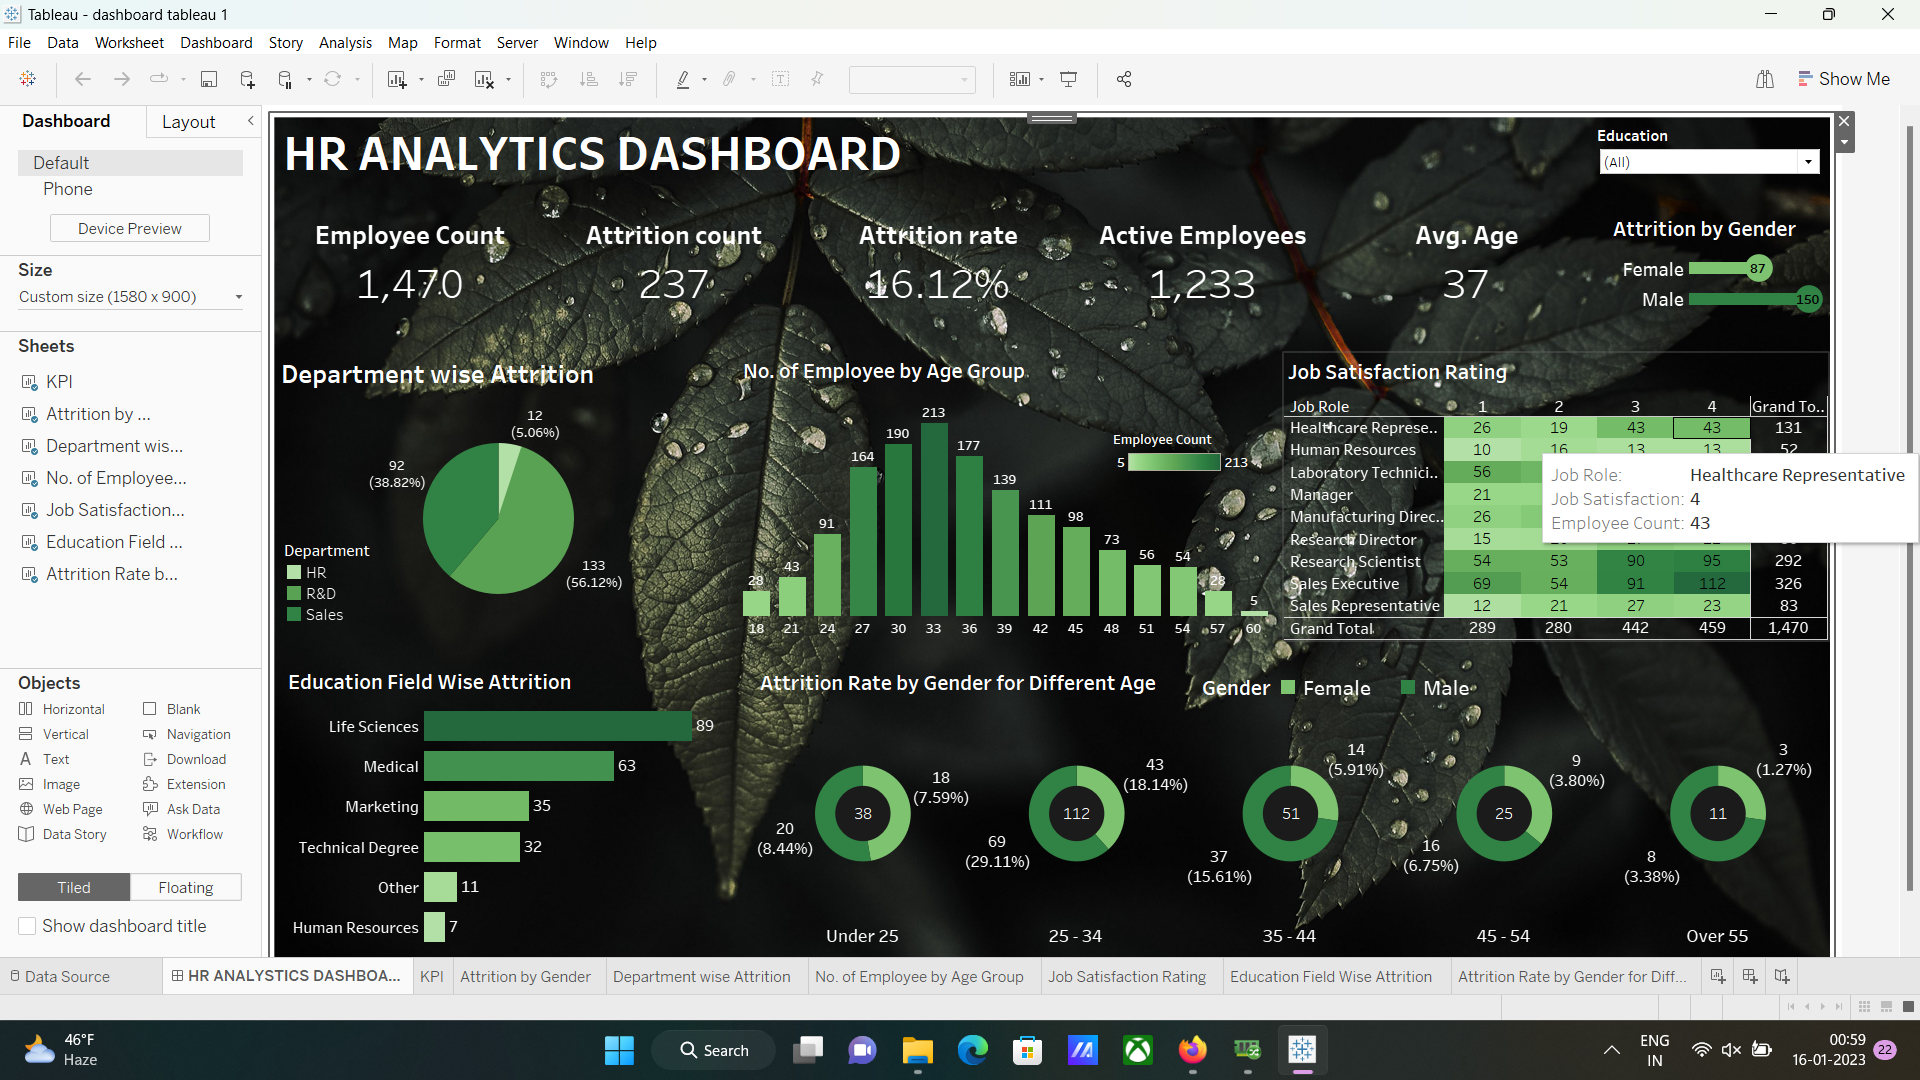 Tableau - dashboard tableau 1
File Data Worksheet Dashboard Story Analysis Map Format Server Window Help
Show Me
Dashboard Layout
Default
Phone
Device Preview
Size
Custom size (1580 x 900)
Sheets
KPI
Attrition by ...
Department wis...
No. of Employee...
Job Satisfaction...
Education Field ...
Attrition Rate b...
Objects
Horizontal Blank
Vertical Navigation
Text Download
Image Extension
Web Page Ask Data
Data Story Workflow
Tiled Floating
Show dashboard title
HR ANALYTICS DASHBOARD
Education
(All)
Employee Count Attrition count Attrition rate Active Employees Avg. Age
1,470 237 16.12% 1,233 37
Attrition by Gender
Female 87
Male 150
Department wise Attrition
12
(5.06%)
92
(38.82%)
133
(56.12%)
Department
HR
R&D
Sales
No. of Employee by Age Group
Employee Count
5 213
28 43 91 164 190 213 177 139 111 98 73 56 54 28 5
18 21 24 27 30 33 36 39 42 45 48 51 54 57 60
Job Satisfaction Rating
Job Role 1 2 3 4 Grand To..
Healthcare Represe.. 26 19 43 43 131
Human Resources 10 16 13 13 52
Laboratory Technici.. 56
Manager 21
Manufacturing Direc.. 26
Research Director 15
Research Scientist 54 53 90 95 292
Sales Executive 69 54 91 112 326
Sales Representative 12 21 27 23 83
Grand Total 289 280 442 459 1,470
Job Role: Healthcare Representative
Job Satisfaction: 4
Employee Count: 43
Education Field Wise Attrition
Life Sciences 89
Medical 63
Marketing 35
Technical Degree 32
Other 11
Human Resources 7
Attrition Rate by Gender for Different Age
Gender Female Male
38
18
(7.59%)
20
(8.44%)
Under 25
112
43
(18.14%)
69
(29.11%)
25 - 34
51
14
(5.91%)
37
(15.61%)
35 - 44
25
9
(3.80%)
16
(6.75%)
45 - 54
11
3
(1.27%)
8
(3.38%)
Over 55
Data Source HR ANALYSTICS DASHBOA... KPI Attrition by Gender Department wise Attrition No. of Employee by Age Group Job Satisfaction Rating Education Field Wise Attrition Attrition Rate by Gender for Diff...
46°F
Haze
Search
ENG
IN
00:59
16-01-2023
22